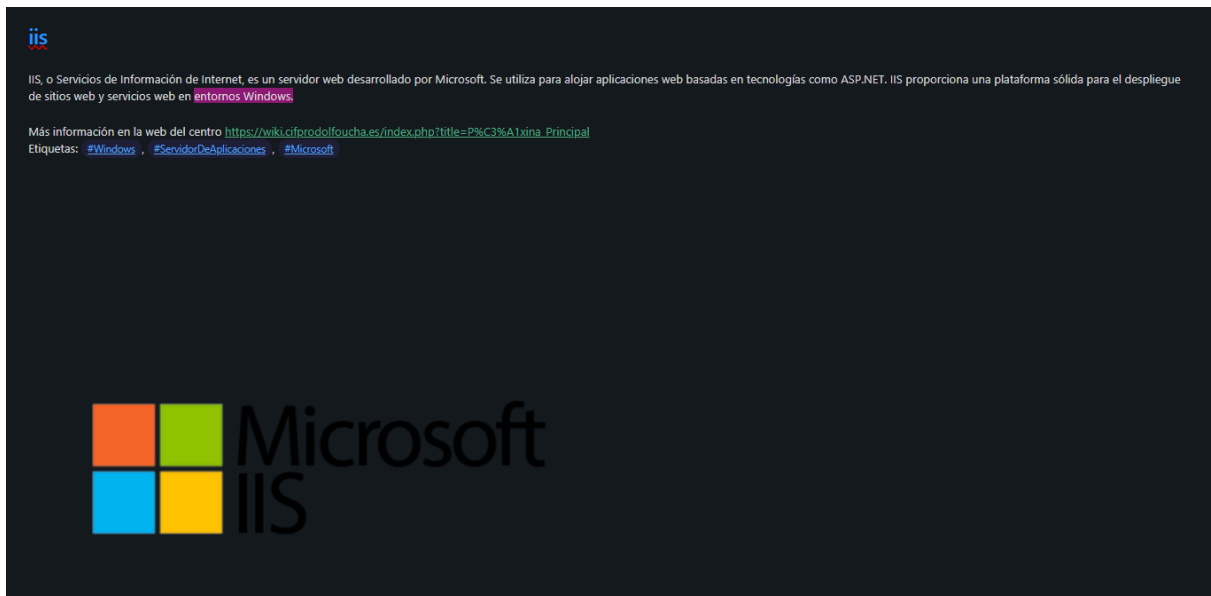 iis
IIS, o Servicios de Información de Internet, es un servidor web desarrollado por Microsoft. Se utiliza para alojar aplicaciones web basadas en tecnologías como ASP.NET. IIS proporciona una plataforma sólida para el despliegue
de sitios web y servicios web en entornos Windows.
Más información en la web del centro https://wiki.cifprodolfoucha.es/index.php?title=P%C3%A1xina_Principal
Etiquetas: #Windows , #ServidorDeAplicaciones , #Microsoft
Microsoft
IIS